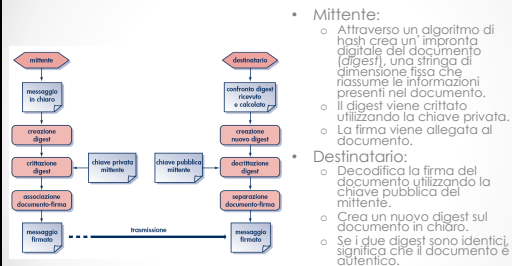 mittente
messaggio
in chiaro
creazione
digest
crittazione
digest
chiave privata
mittente
associazione
documento-firma
messaggio
firmato
trasmissione
destinatario
confronto digest
ricevuto
e calcolato
creazione
nuovo digest
chiave pubblica
mittente
decrittazione
digest
separazione
documento-firma
messaggio
firmato
• Mittente:
o Attraverso un algoritmo di
hash crea un' impronta
digitale del documento
(digest), una stringa di
dimensione fissa che
riassume le informazioni
presenti nel documento.
o Il digest viene crittato
utilizzando la chiave privata.
o La firma viene allegata al
documento.
• Destinatario:
o Decodifica la firma del
documento utilizzando la
chiave pubblica del
mittente.
o Crea un nuovo digest sul
documento in chiaro.
o Se i due digest sono identici,
significa che il documento è
autentico.